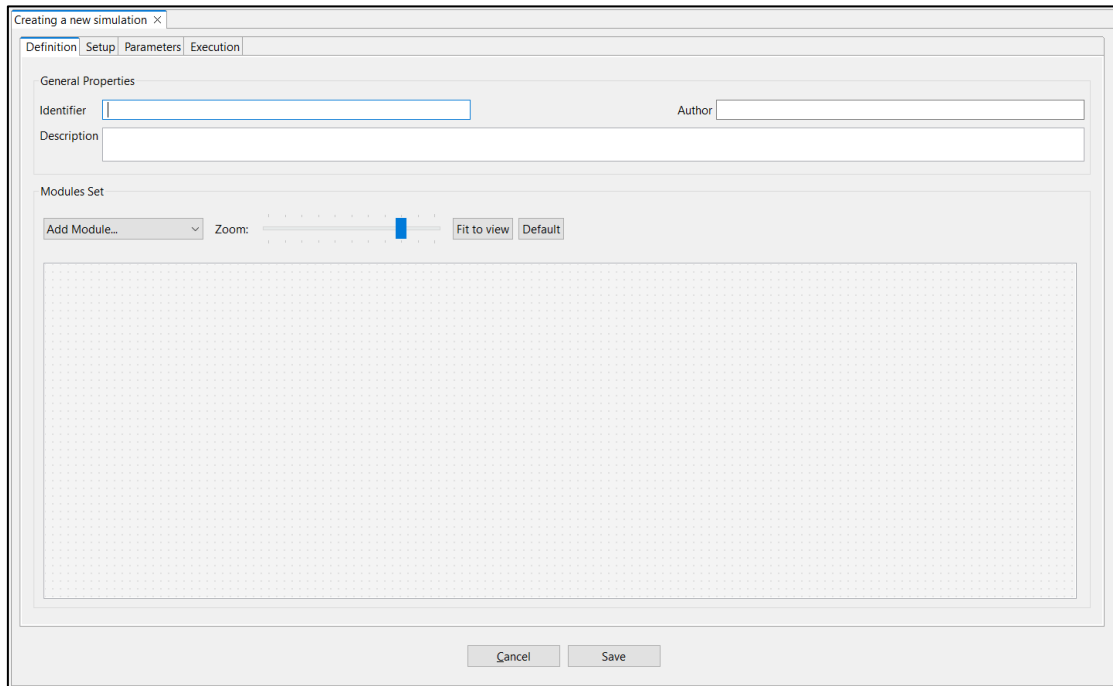 Creating a new simulation ×
Definition Setup Parameters Execution
General Properties
Identifier Author
Description
Modules Set
Add Module... Zoom: Fit to view Default
Cancel Save